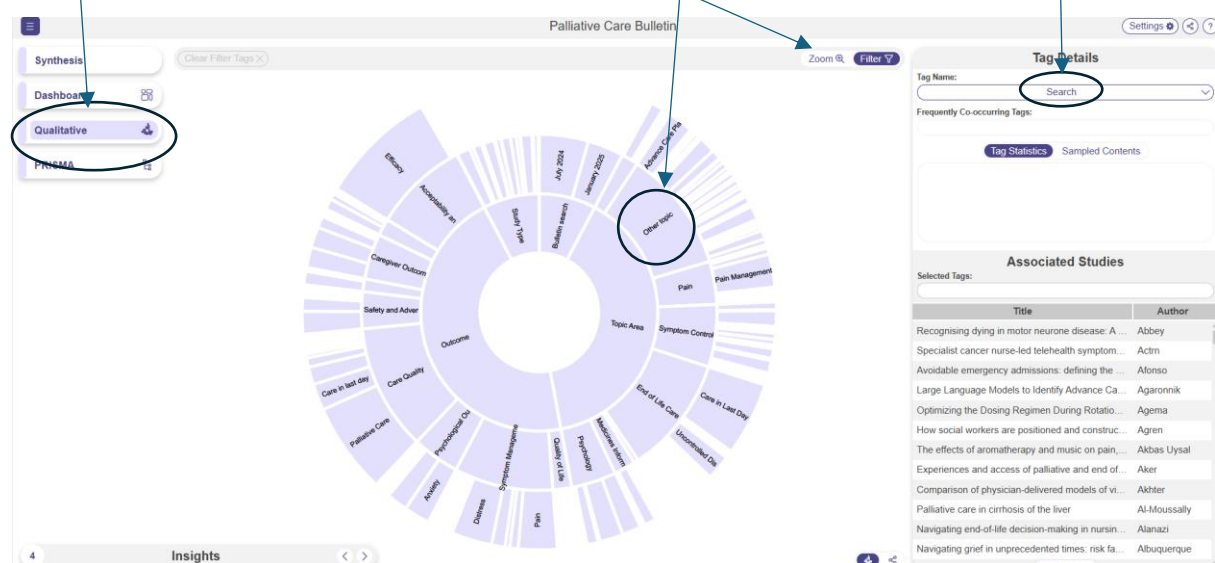 Palliative Care Bulletin
Settings
?
Synthesis
Dashboard
Qualitative
PRISMA
Clear Filter Tags X
Zoom
Filter
Efficacy
Acceptability an
Study Type
July 2024
January 2025
Bulletin search
Advance Care Pla
Other topic
Pain
Pain Management
Topic Area
Symptom Control
End of Life Care
Care in Last Day
Uncontrolled Dis
Medicines Inform
Psychology
Quality of Life
Symptom Manageme
Pain
Distress
Psychological Ou
Anxiety
Care Quality
Palliative Care
Care in last day
Outcome
Safety and Adver
Caregiver Outcom
4
Insights
< >
Tag Details
Tag Name:
Search
Frequently Co-occurring Tags:
Tag Statistics Sampled Contents
Associated Studies
Selected Tags:
Title Author
Recognising dying in motor neurone disease: A ... Abbey
Specialist cancer nurse-led telehealth symptom... Actrn
Avoidable emergency admissions: defining the ... Afonso
Large Language Models to Identify Advance Ca... Agaronnik
Optimizing the Dosing Regimen During Rotatio... Agema
How social workers are positioned and construc... Agren
The effects of aromatherapy and music on pain,... Akbas Uysal
Experiences and access of palliative and end of... Aker
Comparison of physician-delivered models of vi... Akhter
Palliative care in cirrhosis of the liver Al-Moussally
Navigating end-of-life decision-making in nursin... Alanazi
Navigating grief in unprecedented times: risk fa... Albuquerque